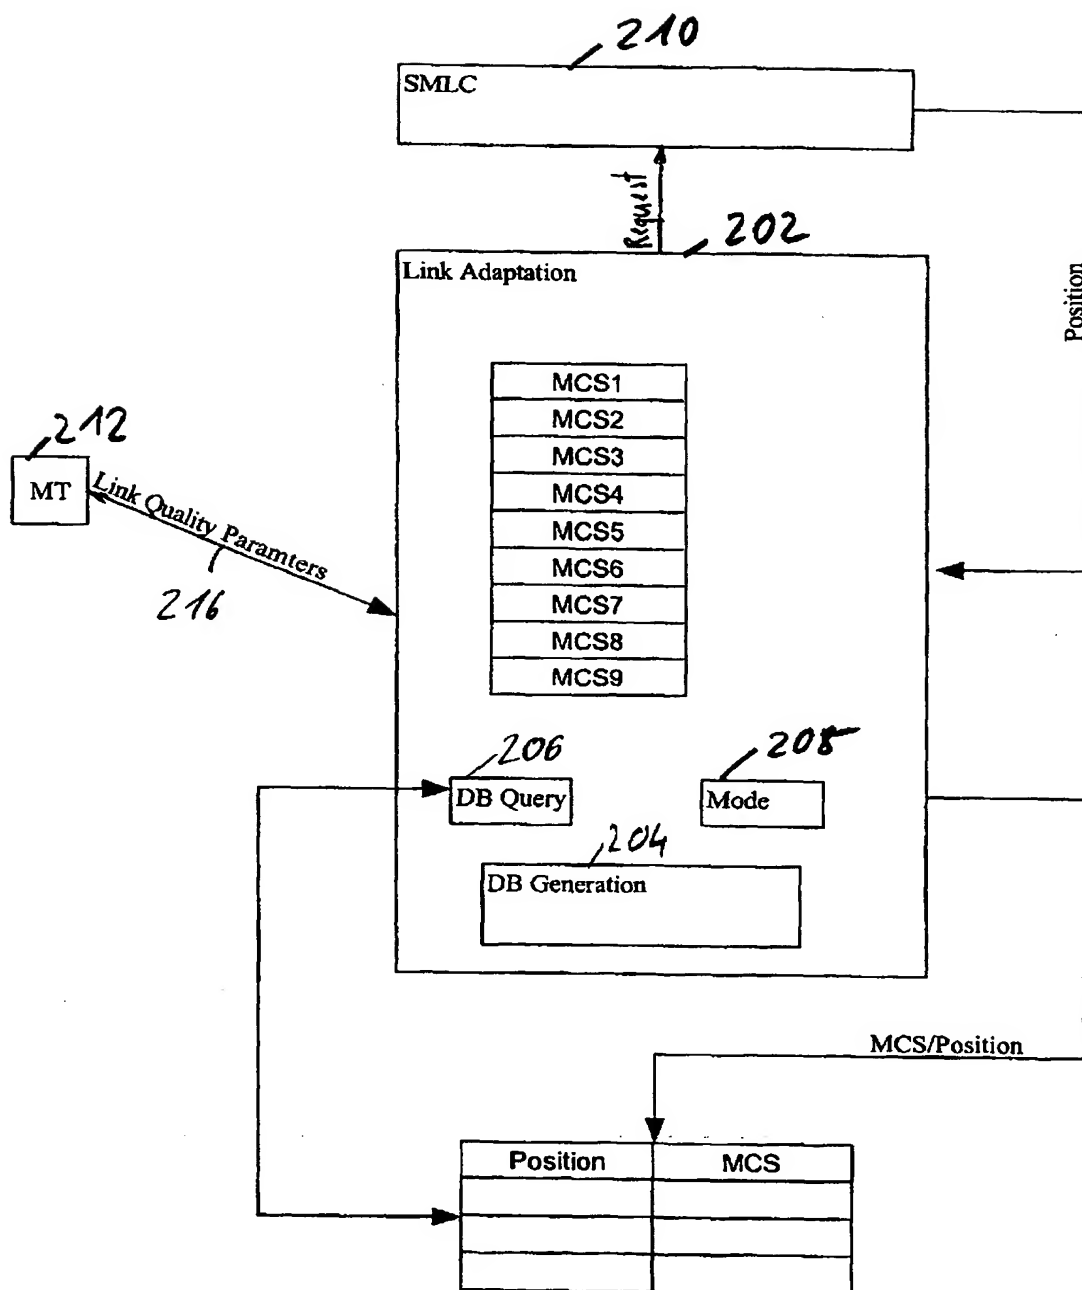 210
SMLC
Request
202
Link Adaptation
Position
MCS1
MCS2
MCS3
MCS4
MCS5
MCS6
MCS7
MCS8
MCS9
212
MT
Link Quality Paramters
216
206
DB Query
208
Mode
204
DB Generation
MCS/Position
Position MCS